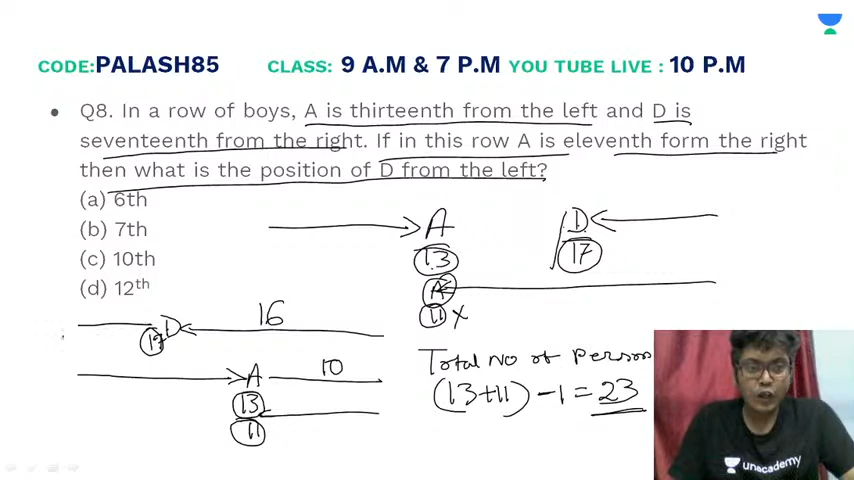 CODE:PALASH85 CLASS: 9 A.M & 7 P.M YOU TUBE LIVE : 10 P.M
• Q8. In a row of boys, A is thirteenth from the left and D is
seventeenth from the right. If in this row A is eleventh form the right
then what is the position of D from the left?
(a) 6th
(b) 7th
(c) 10th
(d) 12th
A D
13 17
A
11 x
16
D
17
A 10
13
11
Total No of person
(13+11) -1 = 23
unacademy